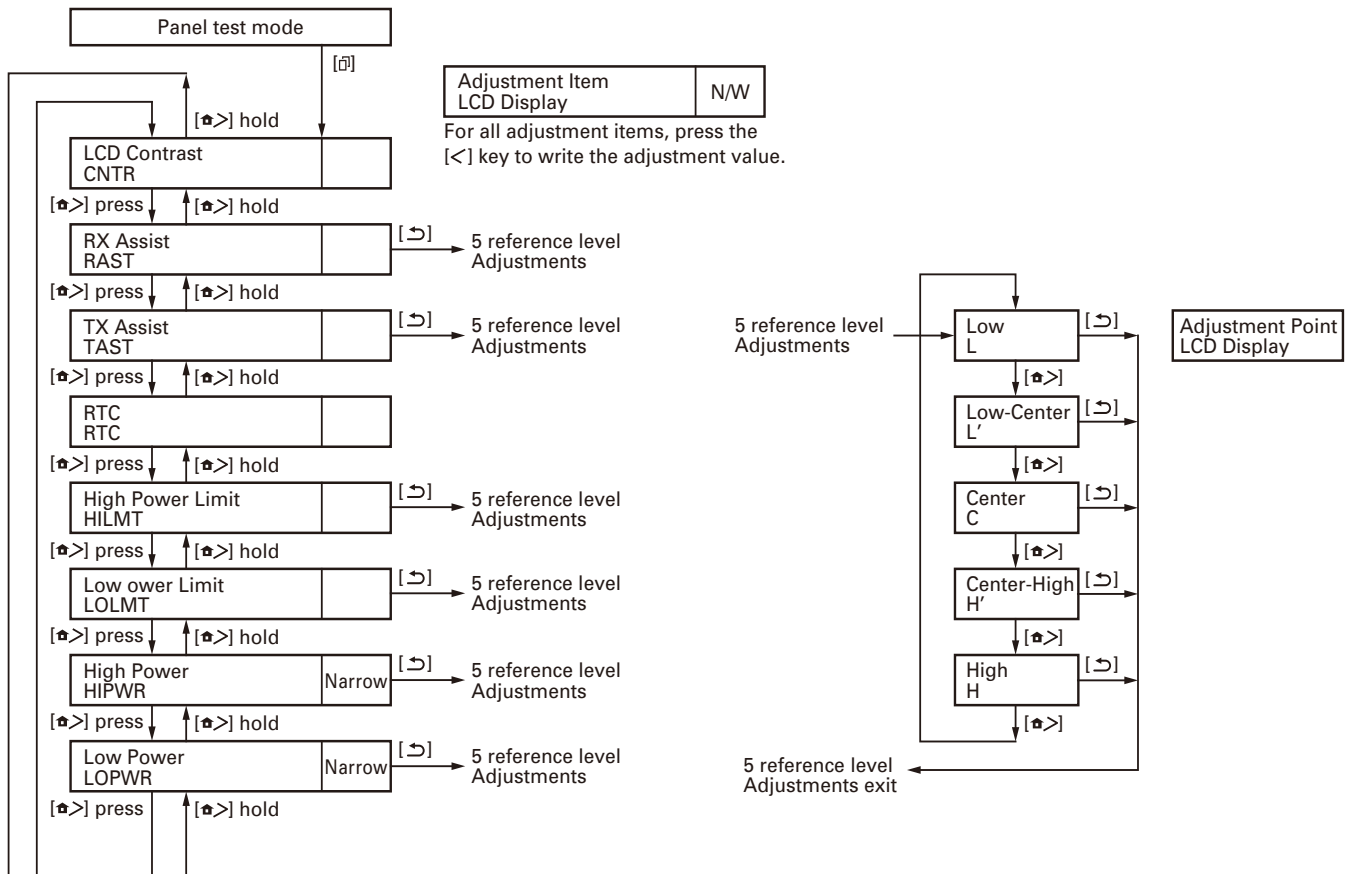 Panel test mode
[🗇]
Adjustment Item
LCD Display
N/W
For all adjustment items, press the
[<] key to write the adjustment value.
[🏠>] hold
LCD Contrast
CNTR
[🏠>] press
[🏠>] hold
RX Assist
RAST
[⮌]
5 reference level
Adjustments
[🏠>] press
[🏠>] hold
TX Assist
TAST
[⮌]
5 reference level
Adjustments
[🏠>] press
[🏠>] hold
RTC
RTC
[🏠>] press
[🏠>] hold
High Power Limit
HILMT
[⮌]
5 reference level
Adjustments
[🏠>] press
[🏠>] hold
Low ower Limit
LOLMT
[⮌]
5 reference level
Adjustments
[🏠>] press
[🏠>] hold
High Power
HIPWR
Narrow
[⮌]
5 reference level
Adjustments
[🏠>] press
[🏠>] hold
Low Power
LOPWR
Narrow
[⮌]
5 reference level
Adjustments
[🏠>] press
[🏠>] hold
5 reference level
Adjustments
Low
L
[⮌]
Adjustment Point
LCD Display
[🏠>]
Low-Center
L′
[⮌]
[🏠>]
Center
C
[⮌]
[🏠>]
Center-High
H′
[⮌]
[🏠>]
High
H
[⮌]
[🏠>]
5 reference level
Adjustments exit